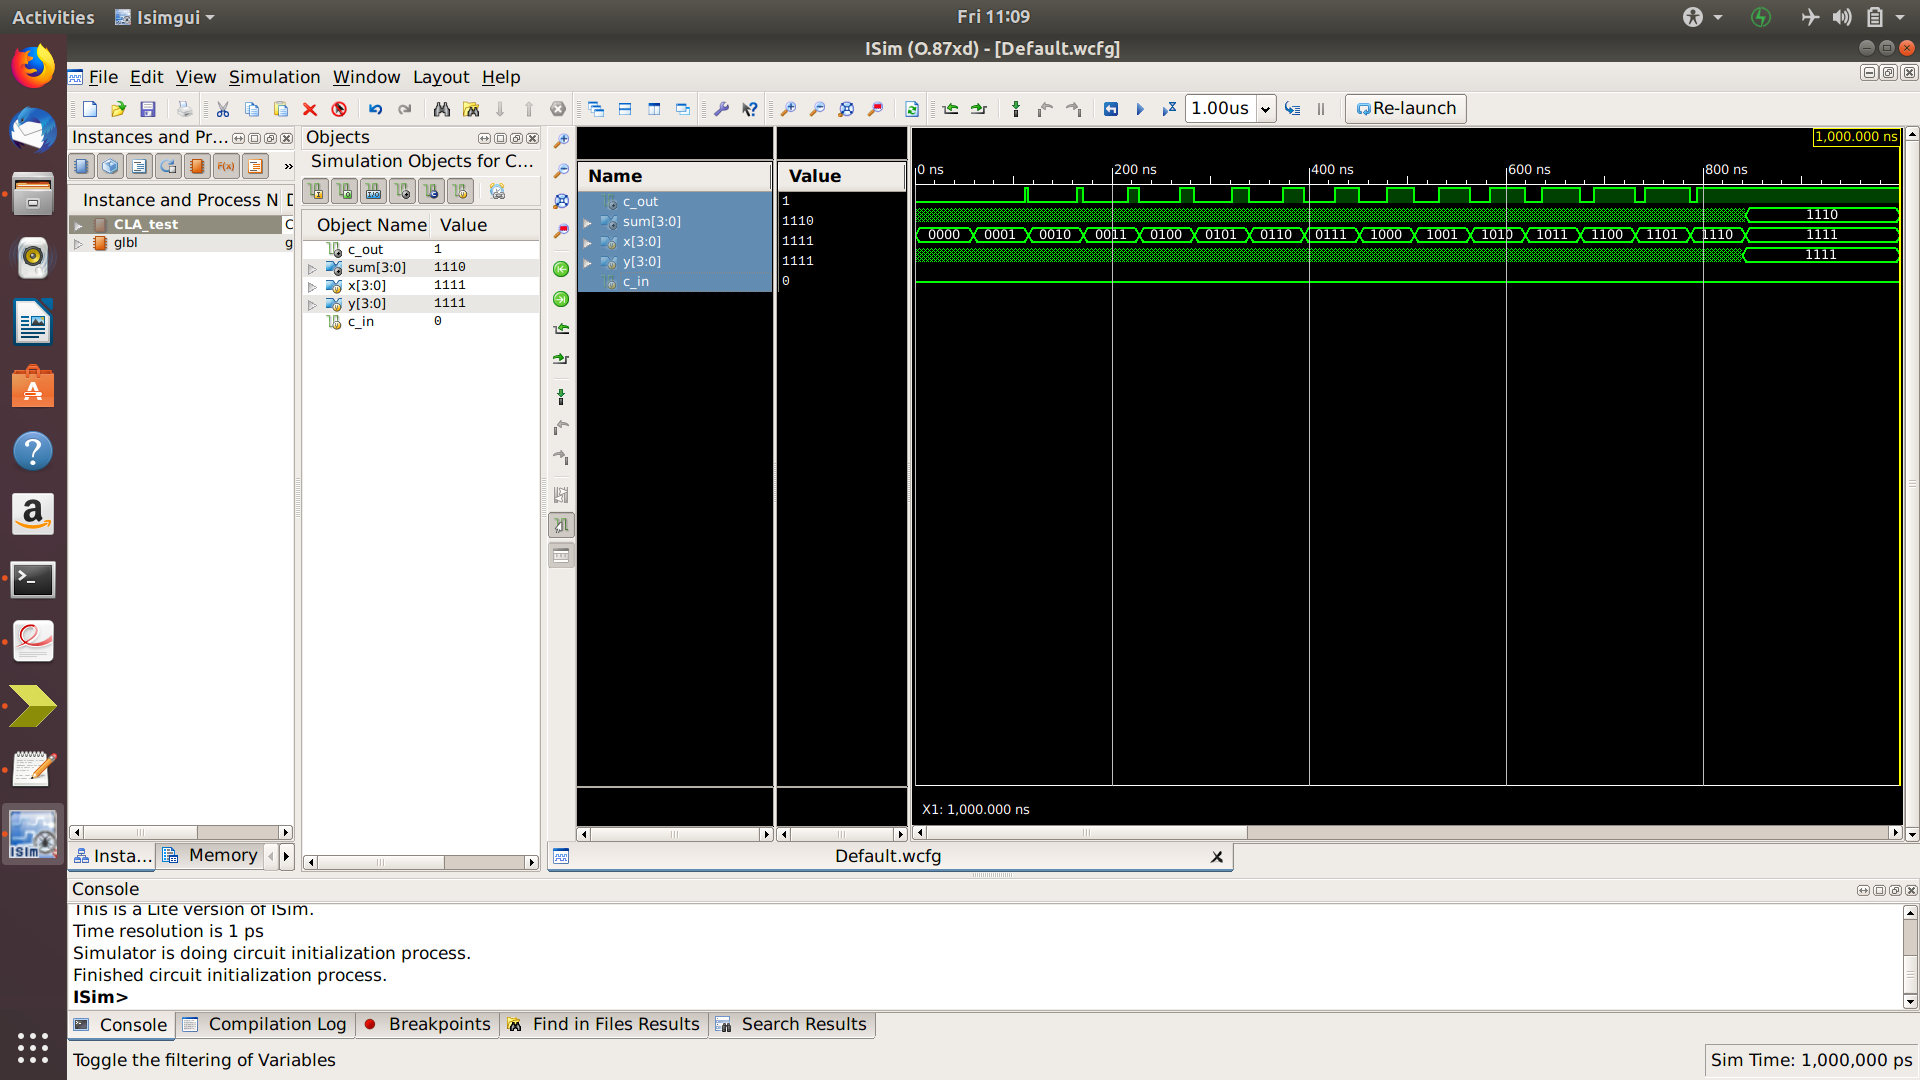 Activities
Isimgui
Fri 11:09
ISim (O.87xd) - [Default.wcfg]
File Edit View Simulation Window Layout Help
1.00us
Re-launch
Instances and Pr...
Objects
Simulation Objects for C...
Instance and Process N
CLA_test
glbl
Object Name Value
c_out 1
sum[3:0] 1110
x[3:0] 1111
y[3:0] 1111
c_in 0
Name Value
c_out 1
sum[3:0] 1110
x[3:0] 1111
y[3:0] 1111
c_in 0
1,000.000 ns
0 ns 200 ns 400 ns 600 ns 800 ns
1110
0000 0001 0010 0011 0100 0101 0110 0111 1000 1001 1010 1011 1100 1101 1110 1111
1111
X1: 1,000.000 ns
Insta... Memory
Default.wcfg
Console
This is a Lite version of ISim.
Time resolution is 1 ps
Simulator is doing circuit initialization process.
Finished circuit initialization process.
ISim>
Console Compilation Log Breakpoints Find in Files Results Search Results
Toggle the filtering of Variables
Sim Time: 1,000,000 ps